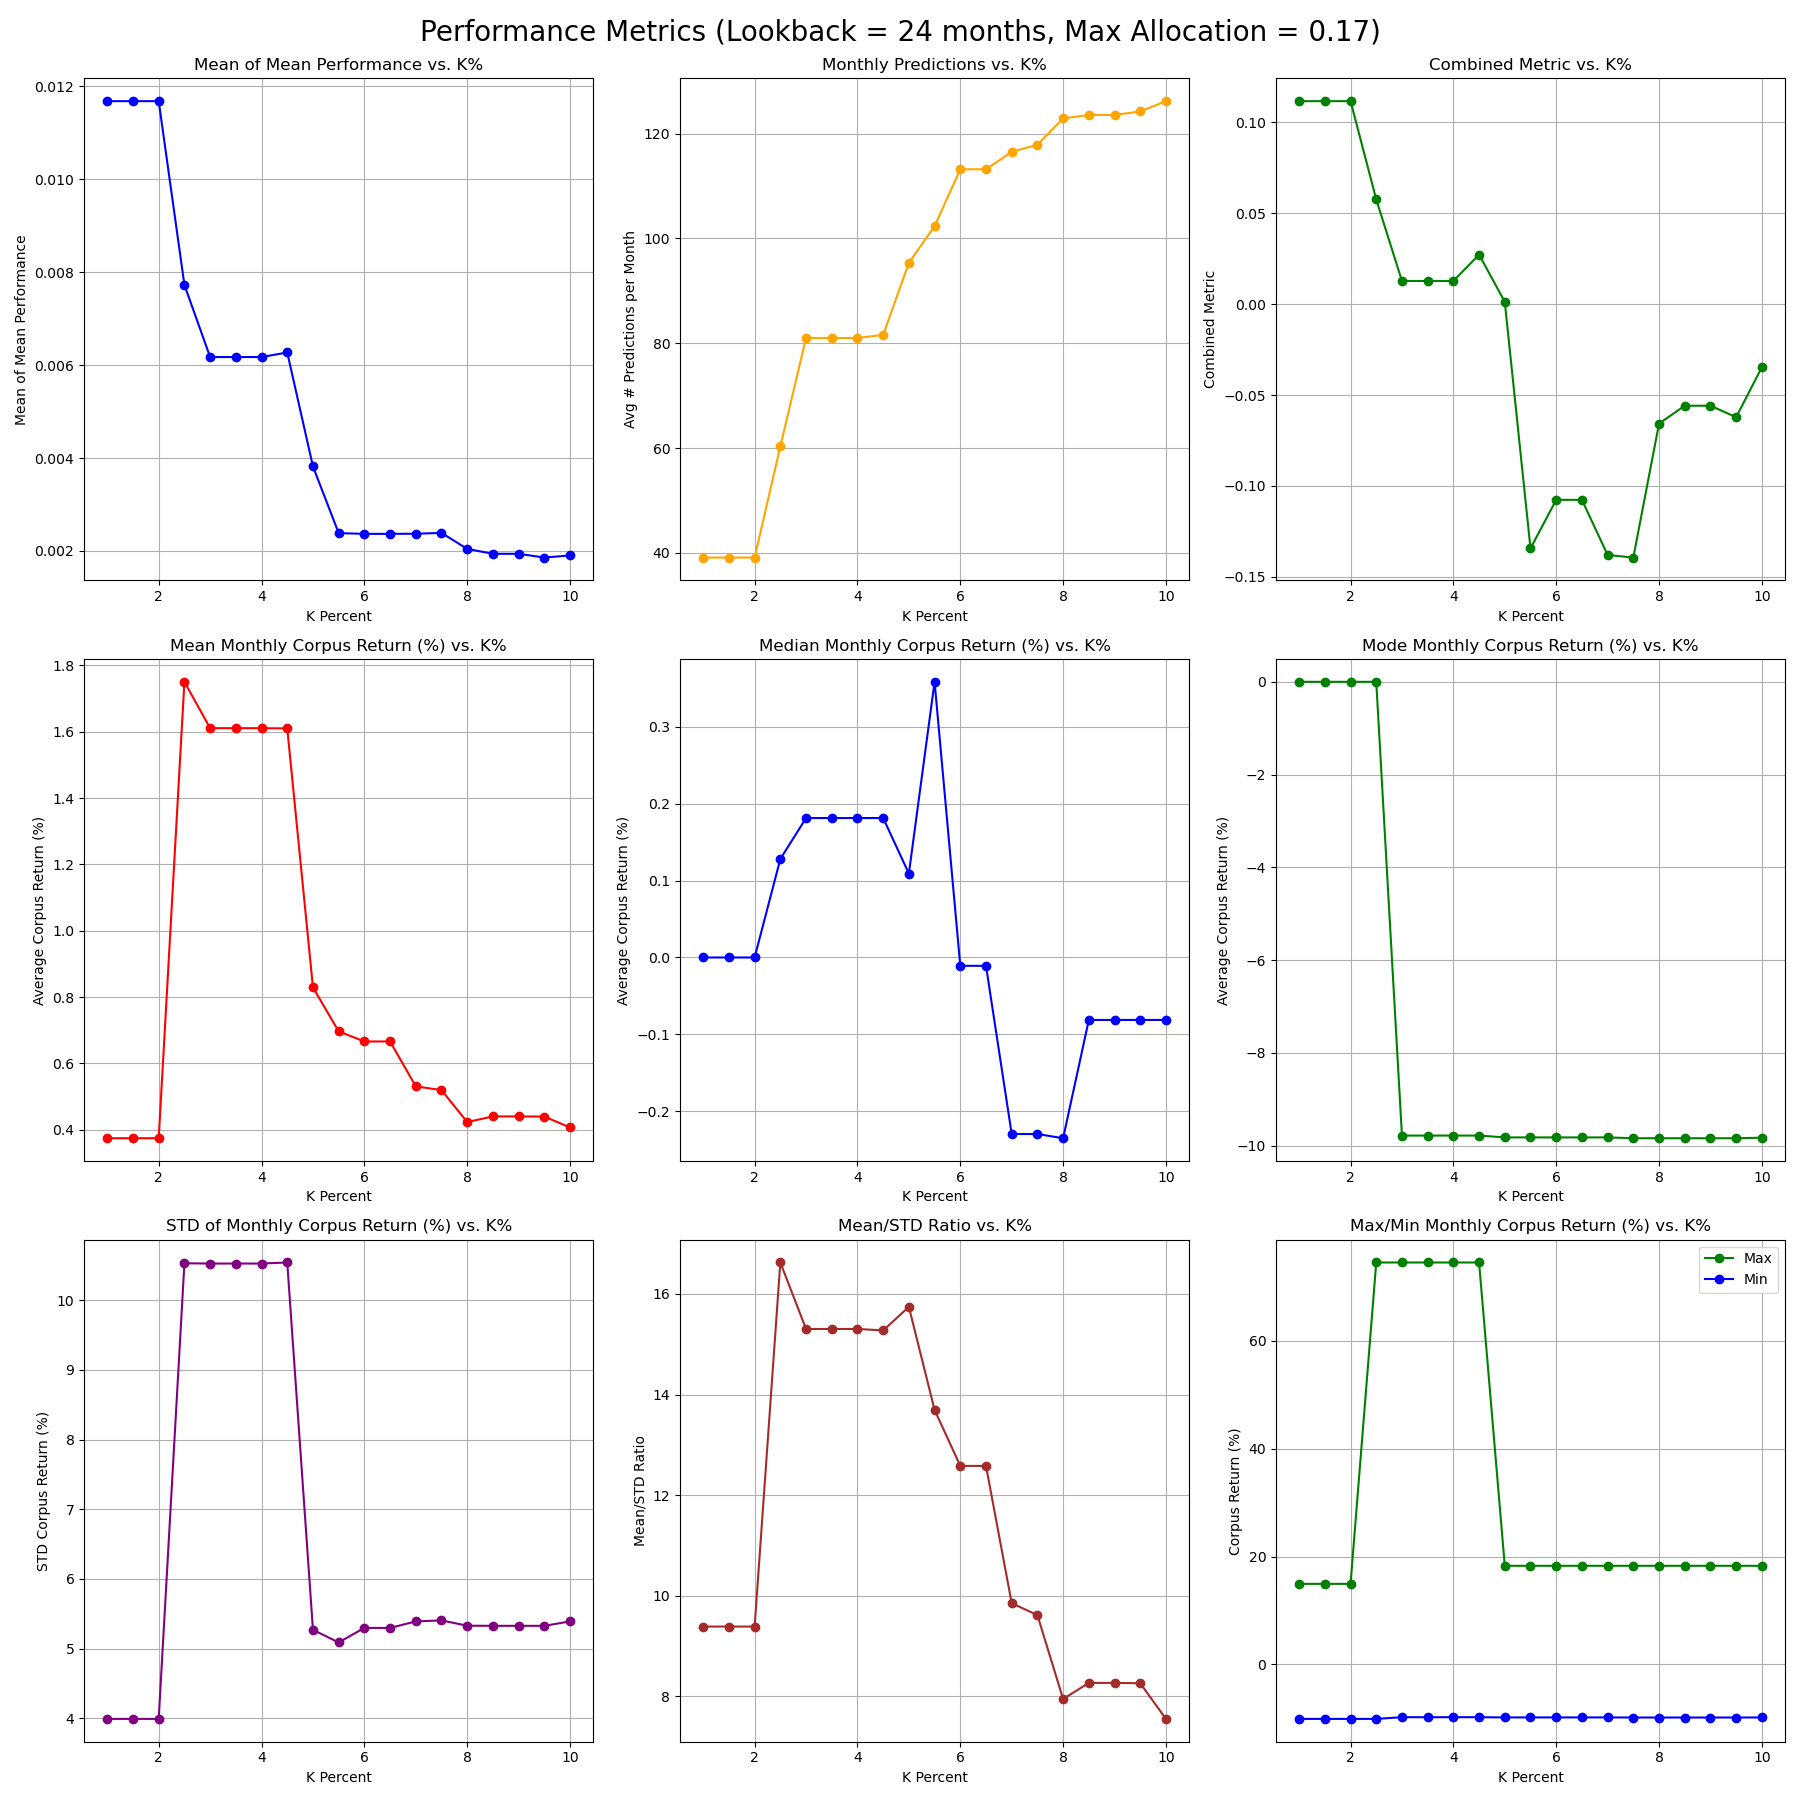 Performance Metrics (Lookback = 24 months, Max Allocation = 0.17)
Mean of Mean Performance vs. K%
Mean of Mean Performance
0.012
0.010
0.008
0.006
0.004
0.002
2 4 6 8 10
K Percent
Monthly Predictions vs. K%
Avg # Predictions per Month
120
100
80
60
40
2 4 6 8 10
K Percent
Combined Metric vs. K%
Combined Metric
0.10
0.05
0.00
−0.05
−0.10
−0.15
2 4 6 8 10
K Percent
Mean Monthly Corpus Return (%) vs. K%
Average Corpus Return (%)
1.8
1.6
1.4
1.2
1.0
0.8
0.6
0.4
2 4 6 8 10
K Percent
Median Monthly Corpus Return (%) vs. K%
Average Corpus Return (%)
0.3
0.2
0.1
0.0
−0.1
−0.2
2 4 6 8 10
K Percent
Mode Monthly Corpus Return (%) vs. K%
Average Corpus Return (%)
0
−2
−4
−6
−8
−10
2 4 6 8 10
K Percent
STD of Monthly Corpus Return (%) vs. K%
STD Corpus Return (%)
10
9
8
7
6
5
4
2 4 6 8 10
K Percent
Mean/STD Ratio vs. K%
Mean/STD Ratio
16
14
12
10
8
2 4 6 8 10
K Percent
Max/Min Monthly Corpus Return (%) vs. K%
Max
Min
Corpus Return (%)
60
40
20
0
2 4 6 8 10
K Percent